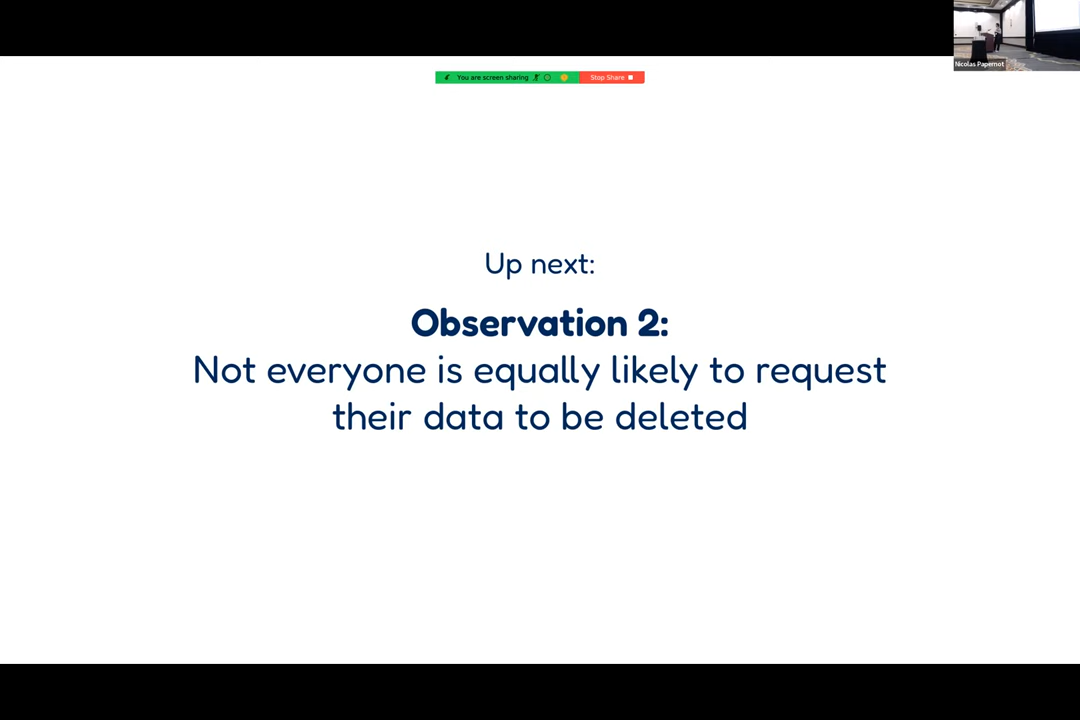 You are screen sharing
Stop Share
Nicolas Papernot
Up next:
Observation 2:
Not everyone is equally likely to request
their data to be deleted